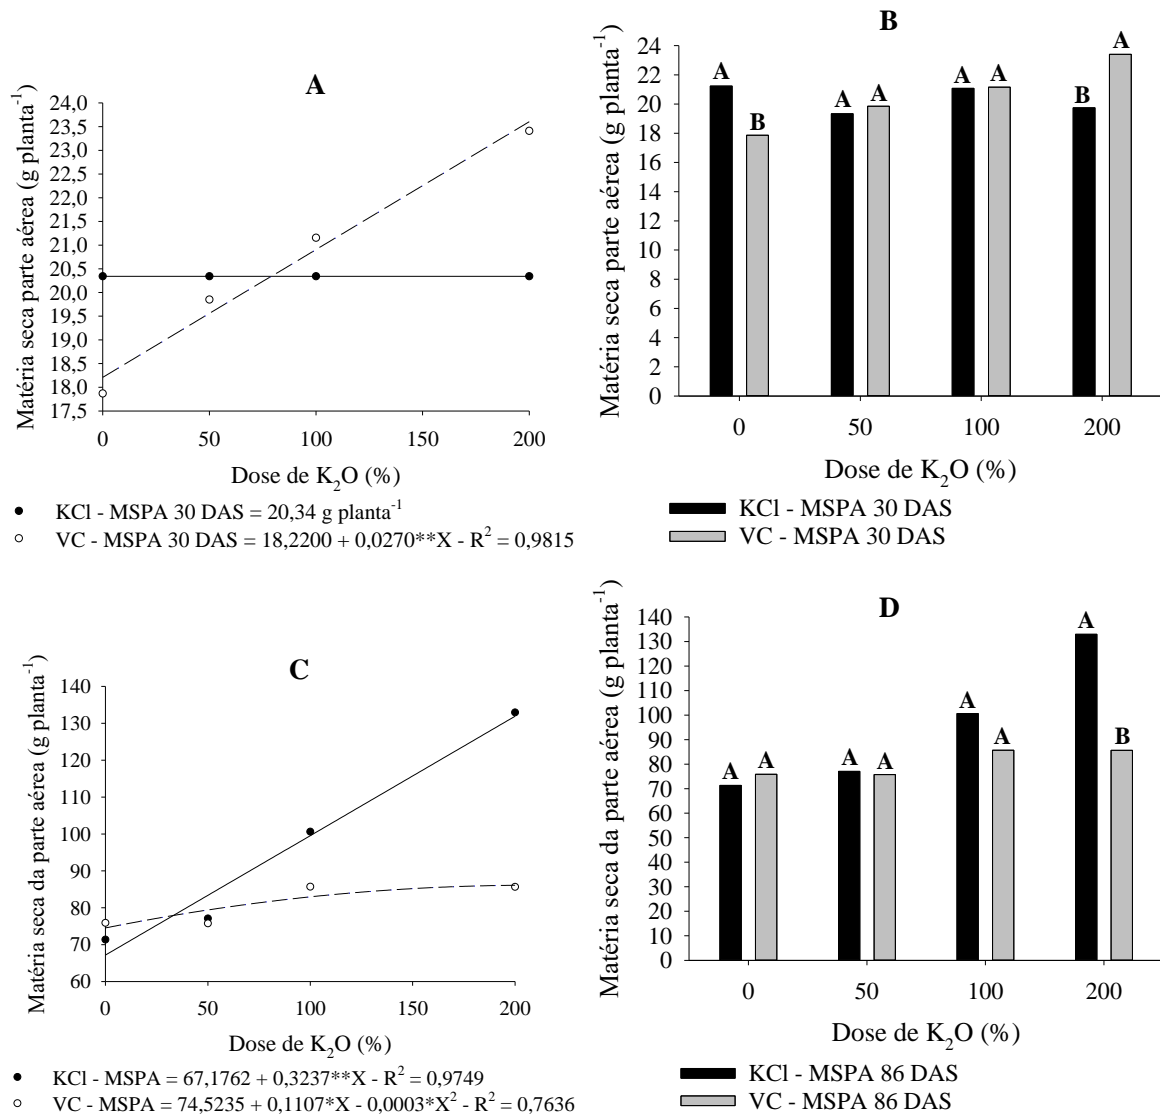 A
Matéria seca parte aérea (g planta⁻¹)
24,0
23,5
23,0
22,5
22,0
21,5
21,0
20,5
20,0
19,5
19,0
18,5
18,0
17,5
0 50 100 150 200
Dose de K₂O (%)
● KCl - MSPA 30 DAS = 20,34 g planta⁻¹
○ VC - MSPA 30 DAS = 18,2200 + 0,0270**X - R² = 0,9815
B
Matéria seca parte aérea (g planta⁻¹)
24
22
20
18
16
14
12
10
8
6
4
2
0
A B A A A A B A
0 50 100 200
Dose de K₂O (%)
KCl - MSPA 30 DAS
VC - MSPA 30 DAS
C
Matéria seca da parte aérea (g planta⁻¹)
140
130
120
110
100
90
80
70
60
0 50 100 150 200
Dose de K₂O (%)
● KCl - MSPA = 67,1762 + 0,3237**X - R² = 0,9749
○ VC - MSPA = 74,5235 + 0,1107*X - 0,0003*X² - R² = 0,7636
D
Matéria seca da parte aérea (g planta⁻¹)
140
130
120
110
100
90
80
70
60
50
40
30
20
10
0
A A A A A A A B
0 50 100 200
Dose de K₂O (%)
KCl - MSPA 86 DAS
VC - MSPA 86 DAS